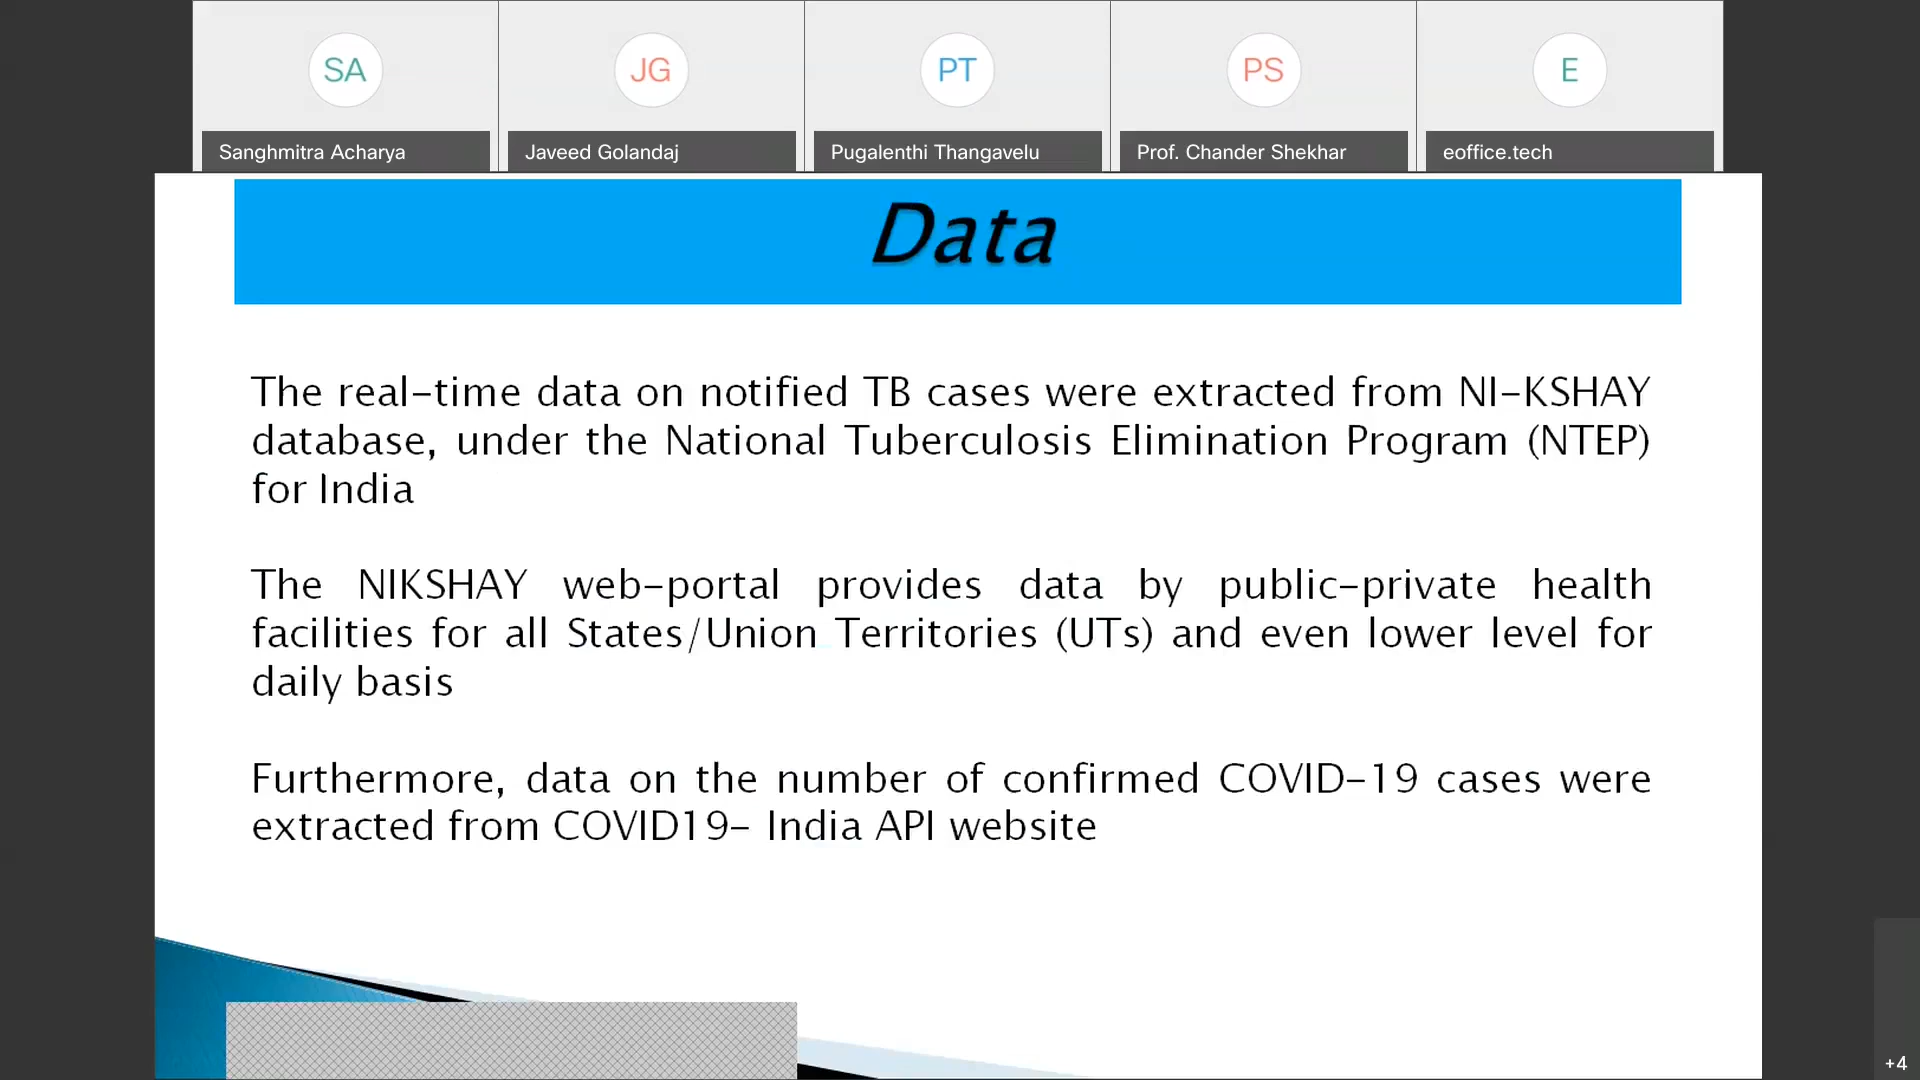 SA JG PT PS E
Sanghmitra Acharya Javeed Golandaj Pugalenthi Thangavelu Prof. Chander Shekhar eoffice.tech
Data
The real-time data on notified TB cases were extracted from NI-KSHAY
database, under the National Tuberculosis Elimination Program (NTEP)
for India
The NIKSHAY web-portal provides data by public-private health
facilities for all States/Union Territories (UTs) and even lower level for
daily basis
Furthermore, data on the number of confirmed COVID-19 cases were
extracted from COVID19- India API website
+4